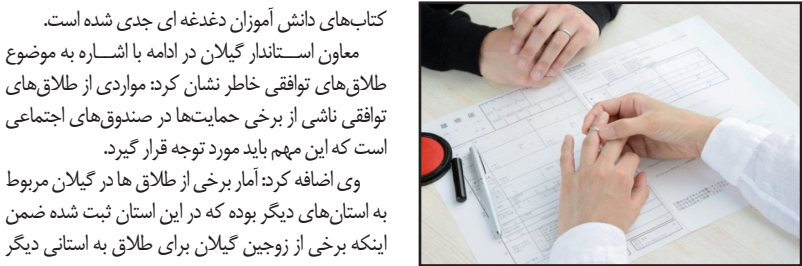 کتاب‌های دانش آموزان دغدغه ای جدی شده است.
معاون اســتاندار گیلان در ادامه با اشــاره به موضوع
طلاق‌های توافقی خاطر نشان کرد: مواردی از طلاق‌های
توافقی ناشی از برخی حمایت‌ها در صندوق‌های اجتماعی
است که این مهم باید مورد توجه قرار گیرد.
وی اضافه کرد: آمار برخی از طلاق ها در گیلان مربوط
به استان‌های دیگر بوده که در این استان ثبت شده ضمن
اینکه برخی از زوجین گیلان برای طلاق به استانی دیگر